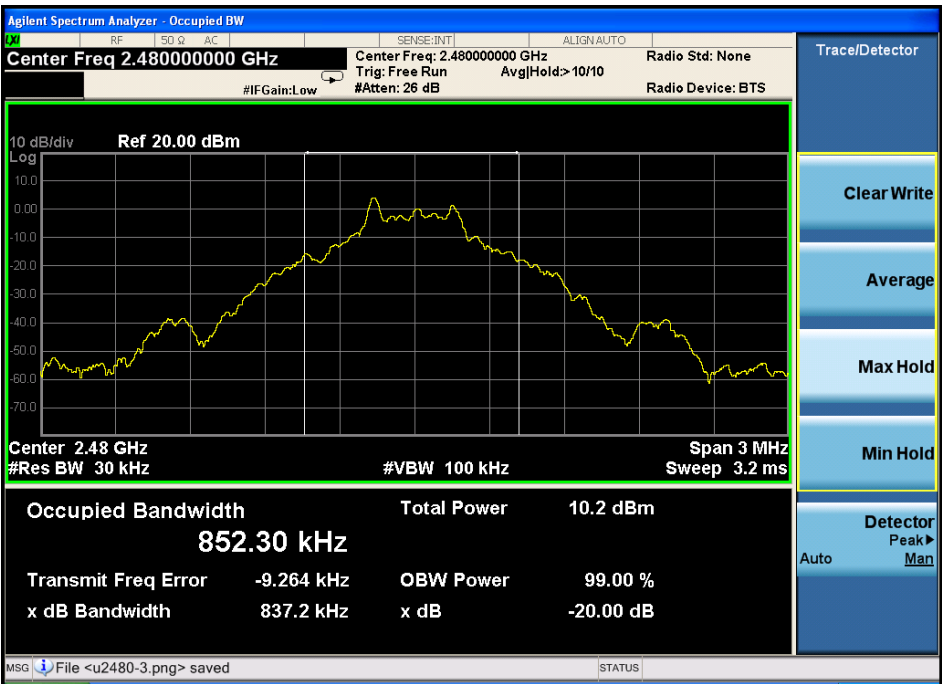 Agilent Spectrum Analyzer - Occupied BW
LXI RF 50 Ω AC SENSE:INT ALIGNAUTO
Center Freq 2.480000000 GHz
Center Freq: 2.480000000 GHz Radio Std: None
Trig: Free Run Avg|Hold:>10/10
#IFGain:Low #Atten: 26 dB Radio Device: BTS
10 dB/div Ref 20.00 dBm
Log
10.0
0.00
-10.0
-20.0
-30.0
-40.0
-50.0
-60.0
-70.0
Center 2.48 GHz Span 3 MHz
#Res BW 30 kHz #VBW 100 kHz Sweep 3.2 ms
Occupied Bandwidth Total Power 10.2 dBm
852.30 kHz
Transmit Freq Error -9.264 kHz OBW Power 99.00 %
x dB Bandwidth 837.2 kHz x dB -20.00 dB
MSG File <u2480-3.png> saved STATUS
Trace/Detector
Clear Write
Average
Max Hold
Min Hold
Detector
Peak▶
Auto Man